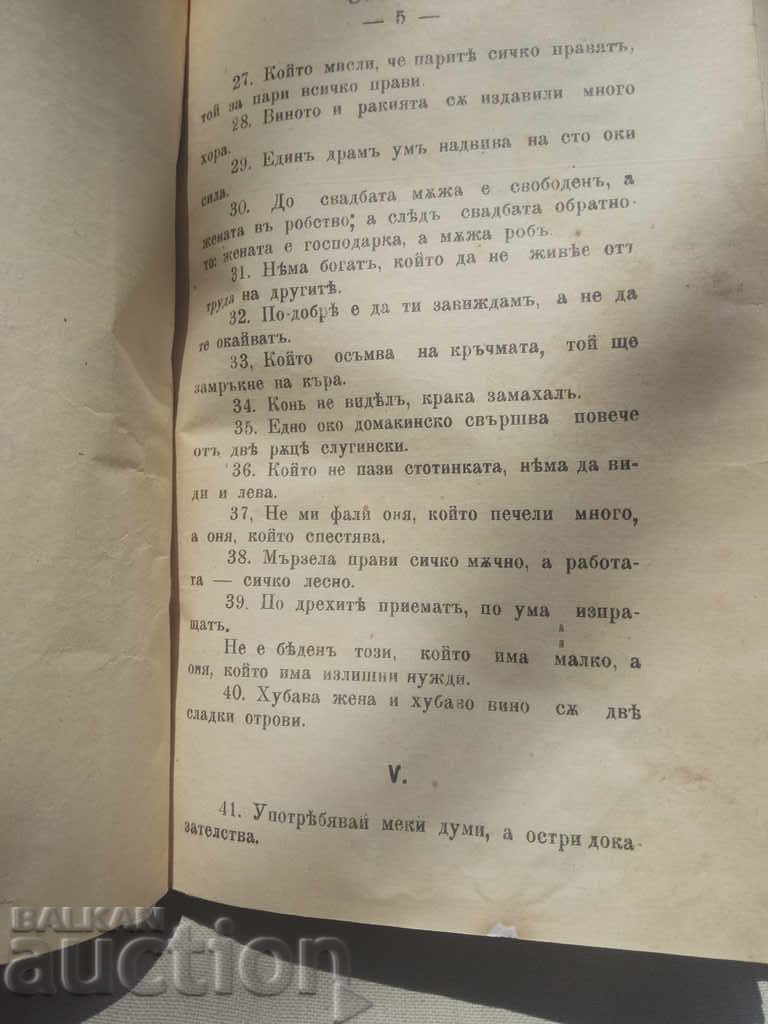 — 5 —
27. Който мисли, че паритѣ сичко правятъ,
той за пари всичко прави.
28. Виното и ракията сѫ издавили много
хора.
29. Единъ драмъ умъ надвива на сто оки
сила.
30. До свадбата мѫжа е свободенъ, а
жената въ робство; а слѣдъ свадбата обратно-
то: жената е господарка, а мѫжа робъ.
31. Нѣма богатъ, който да не живѣе отъ
труда на другитѣ.
32. По-добрѣ е да ти завиждамъ, а не да
те окайватъ.
33, Който осъмва на кръчмата, той ще
замръкне на къра.
34. Конь не видѣлъ, крака замахалъ.
35. Едно око домакинско свършва повече
отъ двѣ рѫцѣ слугински.
36. Който не пази стотинката, нѣма да ви-
ди и лева.
37, Не ми фали оня, който печели много,
а оня, който спестява.
38. Мързела прави сичко мѫчно, а работа-
та — сичко лесно.
39. По дрехитѣ приематъ, по ума изпра-
щатъ.
Не е бѣденъ този, който има малко, а
оня, който има излишни нужди.
40. Хубава жена и хубаво вино сѫ двѣ
сладки отрови.
V.
41. Употрѣбявай меки думи, а остри дока-
зателства.
BALKAN
auction